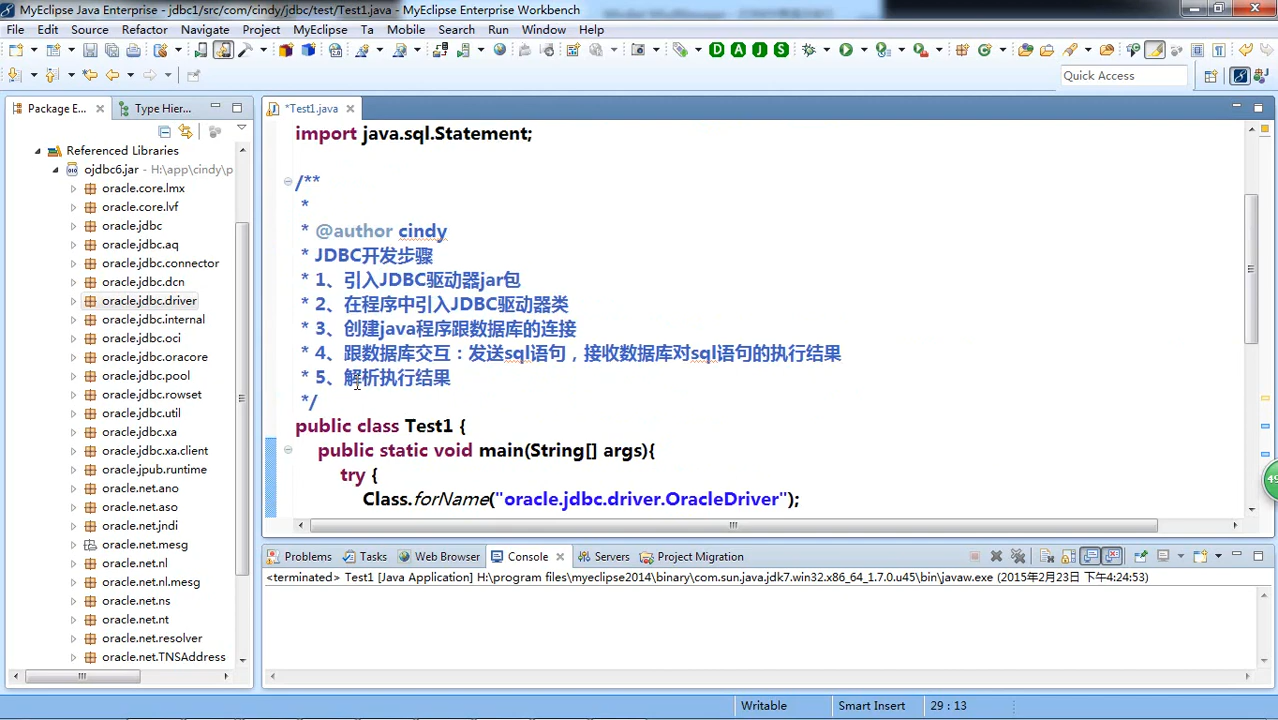 MyEclipse Java Enterprise - jdbc1/src/com/cindy/jdbc/test/Test1.java - MyEclipse Enterprise Workbench
File Edit Source Refactor Navigate Project MyEclipse Ta Mobile Search Run Window Help
Quick Access
Package E...
Type Hier...
Referenced Libraries
ojdbc6.jar - H:\app\cindy\p
oracle.core.lmx
oracle.core.lvf
oracle.jdbc
oracle.jdbc.aq
oracle.jdbc.connector
oracle.jdbc.dcn
oracle.jdbc.driver
oracle.jdbc.internal
oracle.jdbc.oci
oracle.jdbc.oracore
oracle.jdbc.pool
oracle.jdbc.rowset
oracle.jdbc.util
oracle.jdbc.xa
oracle.jdbc.xa.client
oracle.jpub.runtime
oracle.net.ano
oracle.net.aso
oracle.net.jndi
oracle.net.mesg
oracle.net.nl
oracle.net.nl.mesg
oracle.net.ns
oracle.net.nt
oracle.net.resolver
oracle.net.TNSAddress
*Test1.java
import java.sql.Statement;
/**
*
* @author cindy
* JDBC开发步骤
* 1、引入JDBC驱动器jar包
* 2、在程序中引入JDBC驱动器类
* 3、创建java程序跟数据库的连接
* 4、跟数据库交互：发送sql语句，接收数据库对sql语句的执行结果
* 5、解析执行结果
*/
public class Test1 {
public static void main(String[] args){
try {
Class.forName("oracle.jdbc.driver.OracleDriver");
Problems Tasks Web Browser Console Servers Project Migration
<terminated> Test1 [Java Application] H:\program files\myeclipse2014\binary\com.sun.java.jdk7.win32.x86_64_1.7.0.u45\bin\javaw.exe (2015年2月23日 下午4:24:53)
Writable
Smart Insert
29 : 13